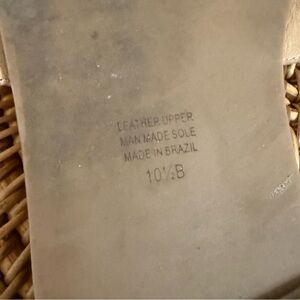 LEATHER UPPER
MAN MADE SOLE
MADE IN BRAZIL
10½B